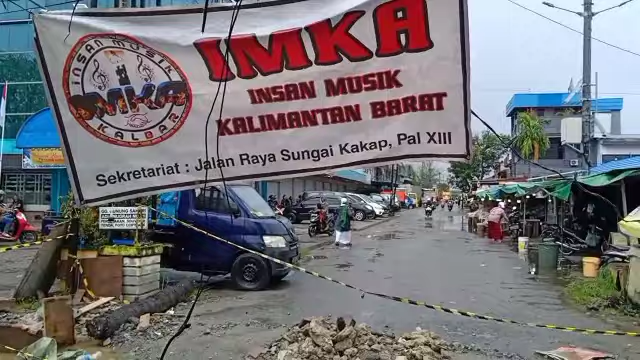 INSAN MUSIK
IMKA
KALBAR
IMKA
INSAN MUSIK
KALIMANTAN BARAT
Sekretariat : Jalan Raya Sungai Kakap, Pal XIII